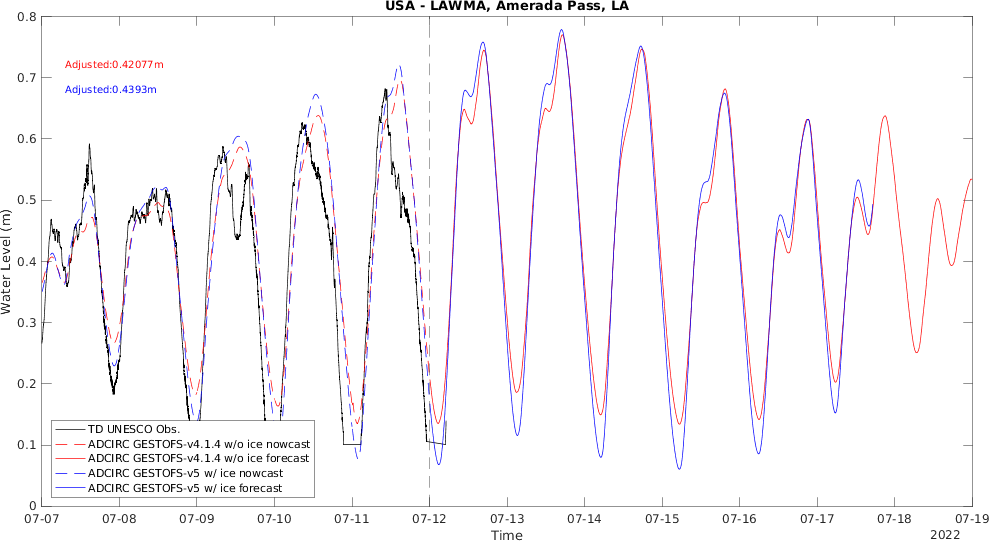 USA - LAWMA, Amerada Pass, LA
0.8
0.7
0.6
0.5
0.4
0.3
0.2
0.1
0
Water Level (m)
Adjusted:0.42077m
Adjusted:0.4393m
TD UNESCO Obs.
ADCIRC GESTOFS-v4.1.4 w/o ice nowcast
ADCIRC GESTOFS-v4.1.4 w/o ice forecast
ADCIRC GESTOFS-v5 w/ ice nowcast
ADCIRC GESTOFS-v5 w/ ice forecast
07-07 07-08 07-09 07-10 07-11 07-12 07-13 07-14 07-15 07-16 07-17 07-18 07-19
Time
2022